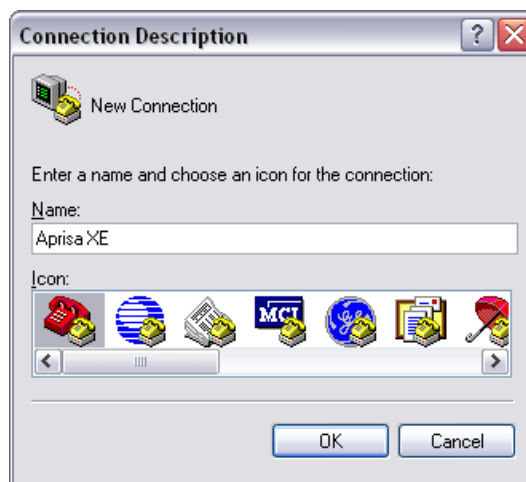 Connection Description
New Connection
Enter a name and choose an icon for the connection:
Name:
Aprisa XE
Icon:
MCI
OK
Cancel